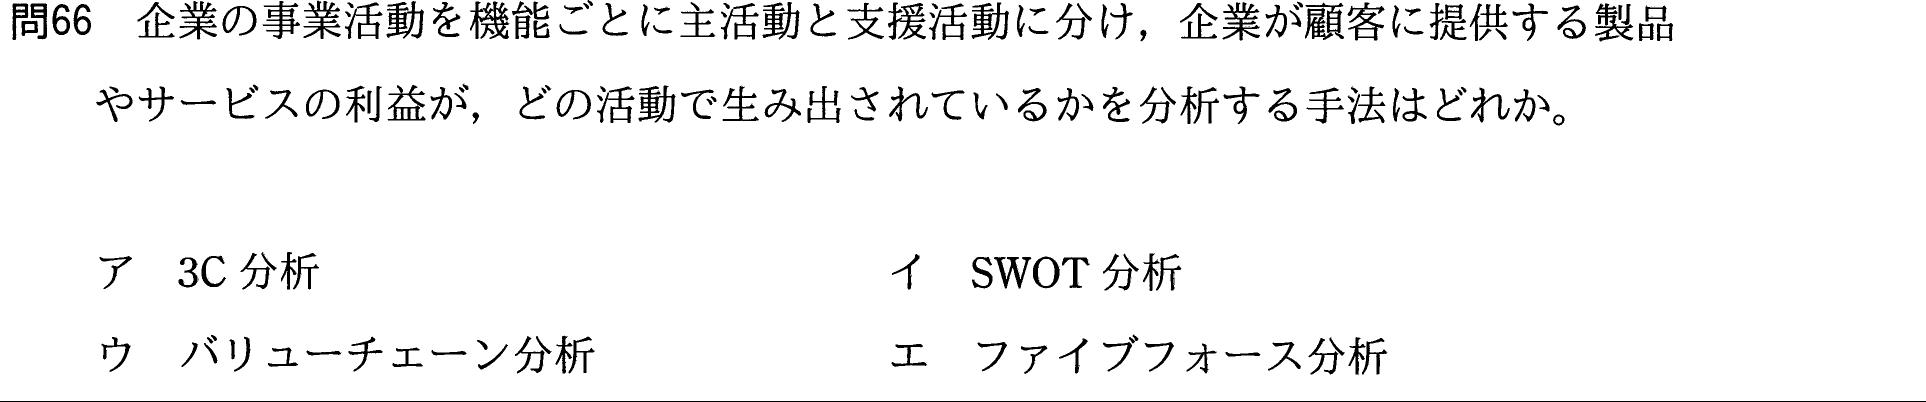 問66 企業の事業活動を機能ごとに主活動と支援活動に分け，企業が顧客に提供する製品
やサービスの利益が，どの活動で生み出されているかを分析する手法はどれか。
ア 3C 分析 イ SWOT 分析
ウ バリューチェーン分析 エ ファイブフォース分析